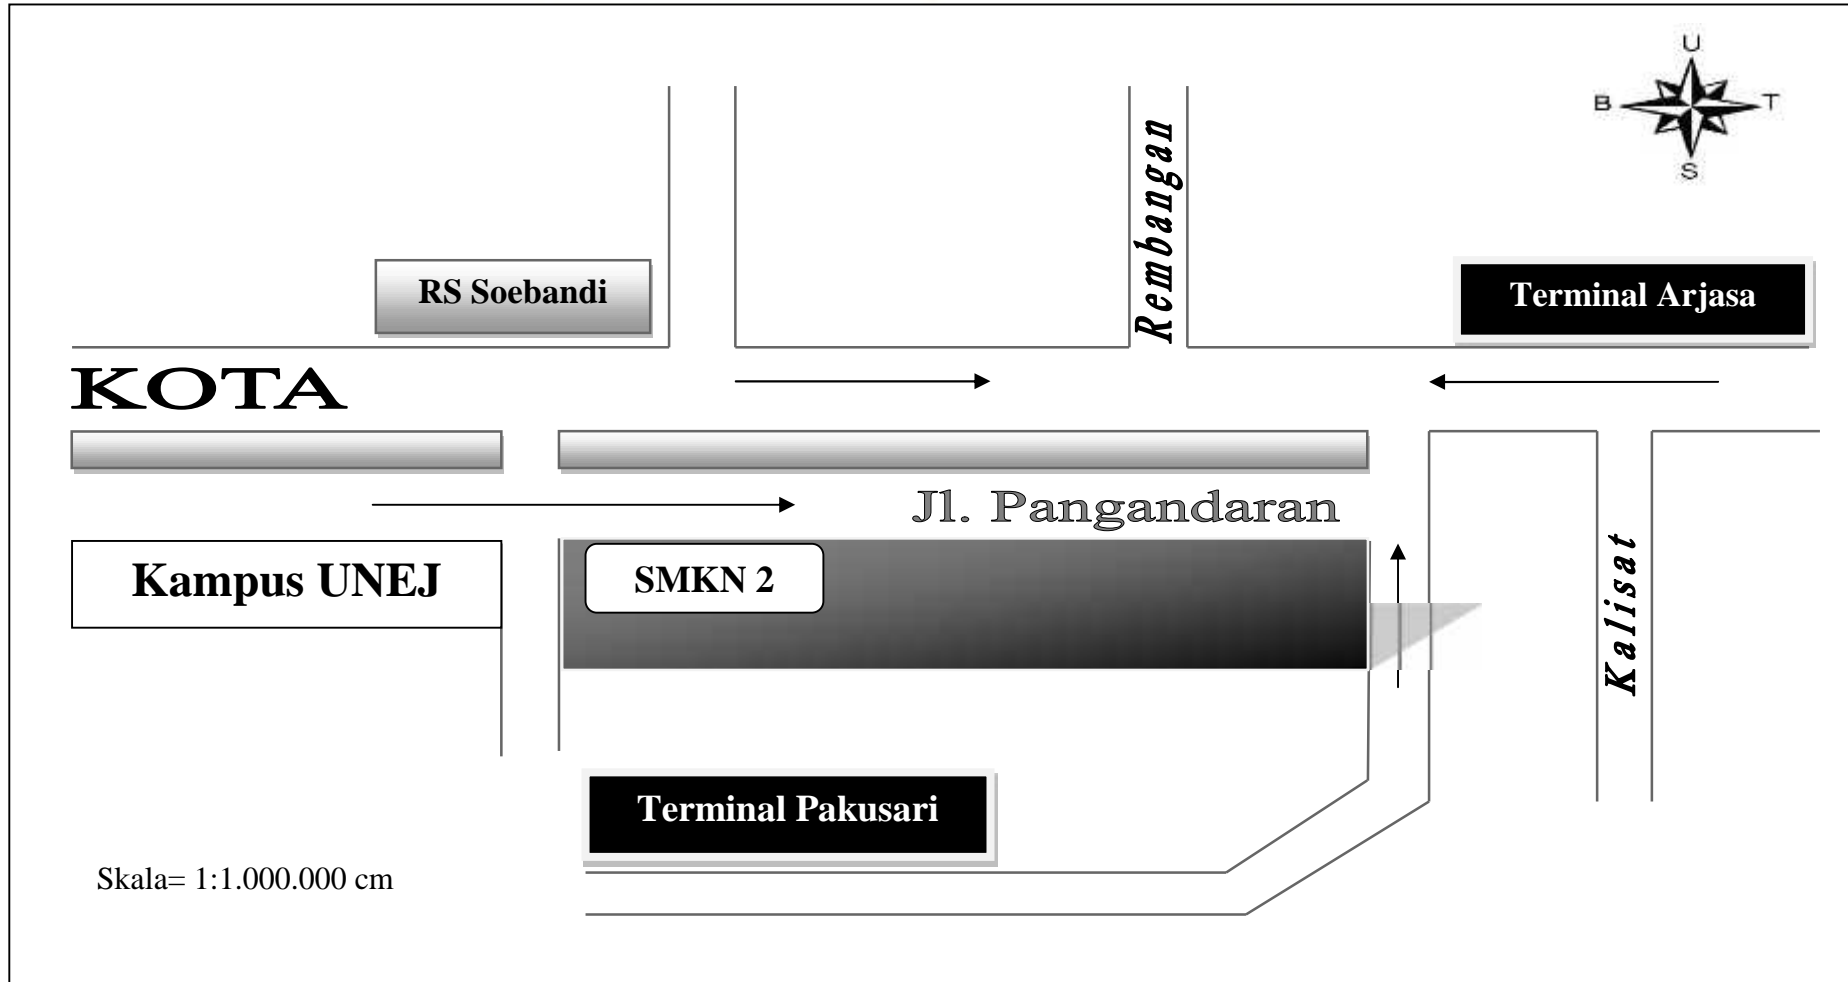 U
B
T
S
Rembangan
RS Soebandi
Terminal Arjasa
KOTA
Jl. Pangandaran
Kampus UNEJ
SMKN 2
Kalisat
Terminal Pakusari
Skala= 1:1.000.000 cm